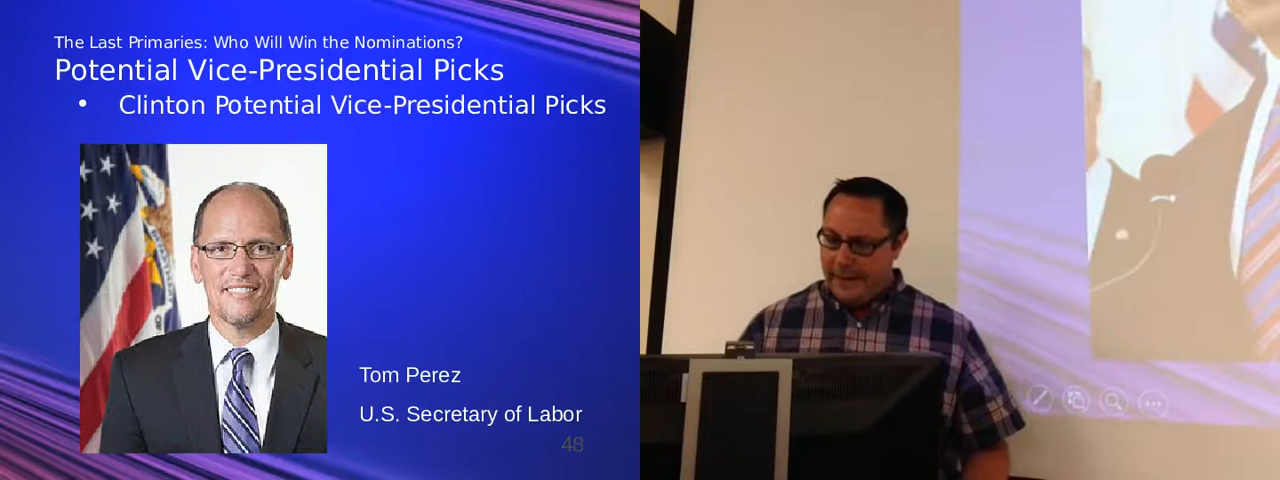 The Last Primaries: Who Will Win the Nominations?
Potential Vice-Presidential Picks
• Clinton Potential Vice-Presidential Picks
Tom Perez
U.S. Secretary of Labor
48